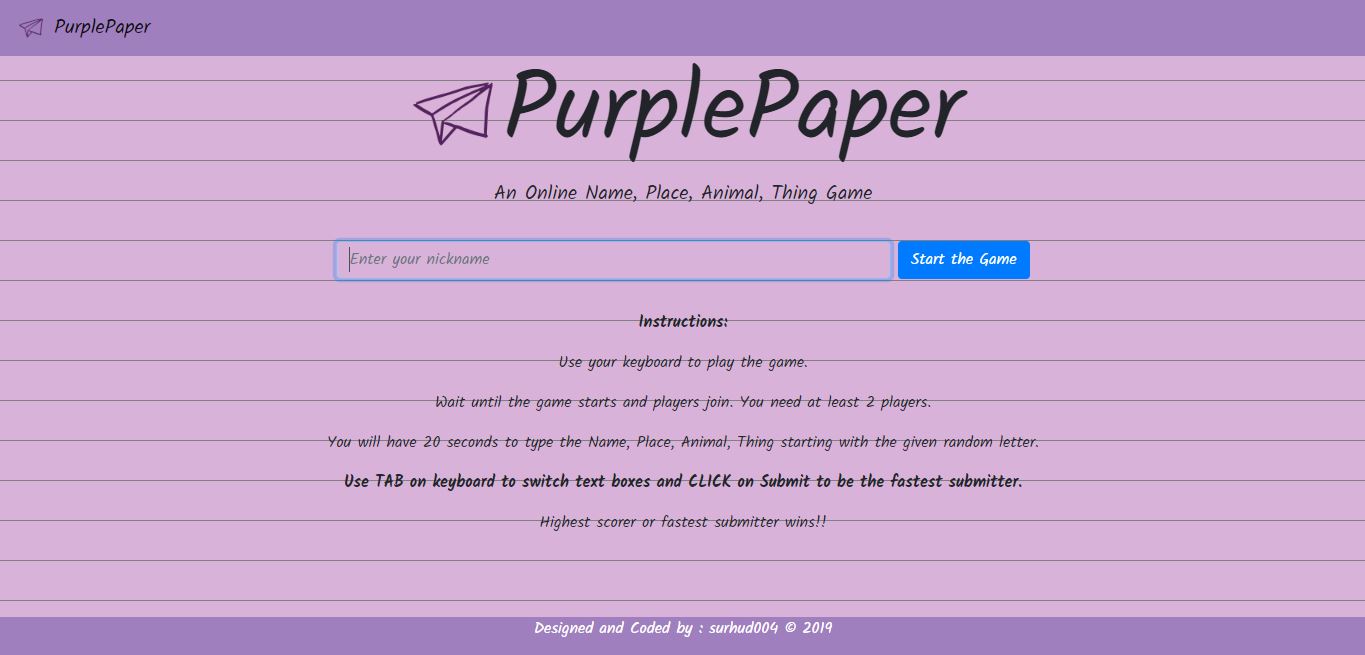 PurplePaper
PurplePaper
An Online Name, Place, Animal, Thing Game
Enter your nickname
Start the Game
Instructions:
Use your keyboard to play the game.
Wait until the game starts and players join. You need at least 2 players.
You will have 20 seconds to type the Name, Place, Animal, Thing starting with the given random letter.
Use TAB on keyboard to switch text boxes and CLICK on Submit to be the fastest submitter.
Highest scorer or fastest submitter wins!!
Designed and Coded by : surhud004 © 2019